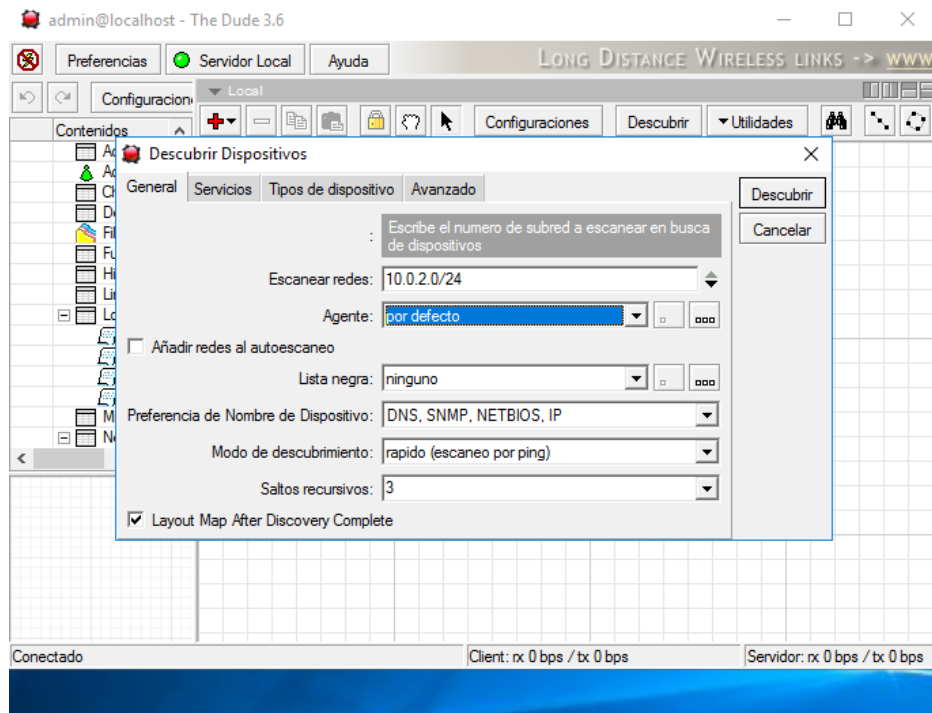 admin@localhost - The Dude 3.6
Preferencias Servidor Local Ayuda LONG DISTANCE WIRELESS LINKS -> WWW
Configuracion Local
Contenidos Configuraciones Descubrir Utilidades
Descubrir Dispositivos
General Servicios Tipos de dispositivo Avanzado
Descubrir
Cancelar
: Escribe el numero de subred a escanear en busca
de dispositivos
Escanear redes: 10.0.2.0/24
Agente: por defecto
Añadir redes al autoescaneo
Lista negra: ninguno
Preferencia de Nombre de Dispositivo: DNS, SNMP, NETBIOS, IP
Modo de descubrimiento: rapido (escaneo por ping)
Saltos recursivos: 3
Layout Map After Discovery Complete
Conectado Client: rx 0 bps / tx 0 bps Servidor: rx 0 bps / tx 0 bps